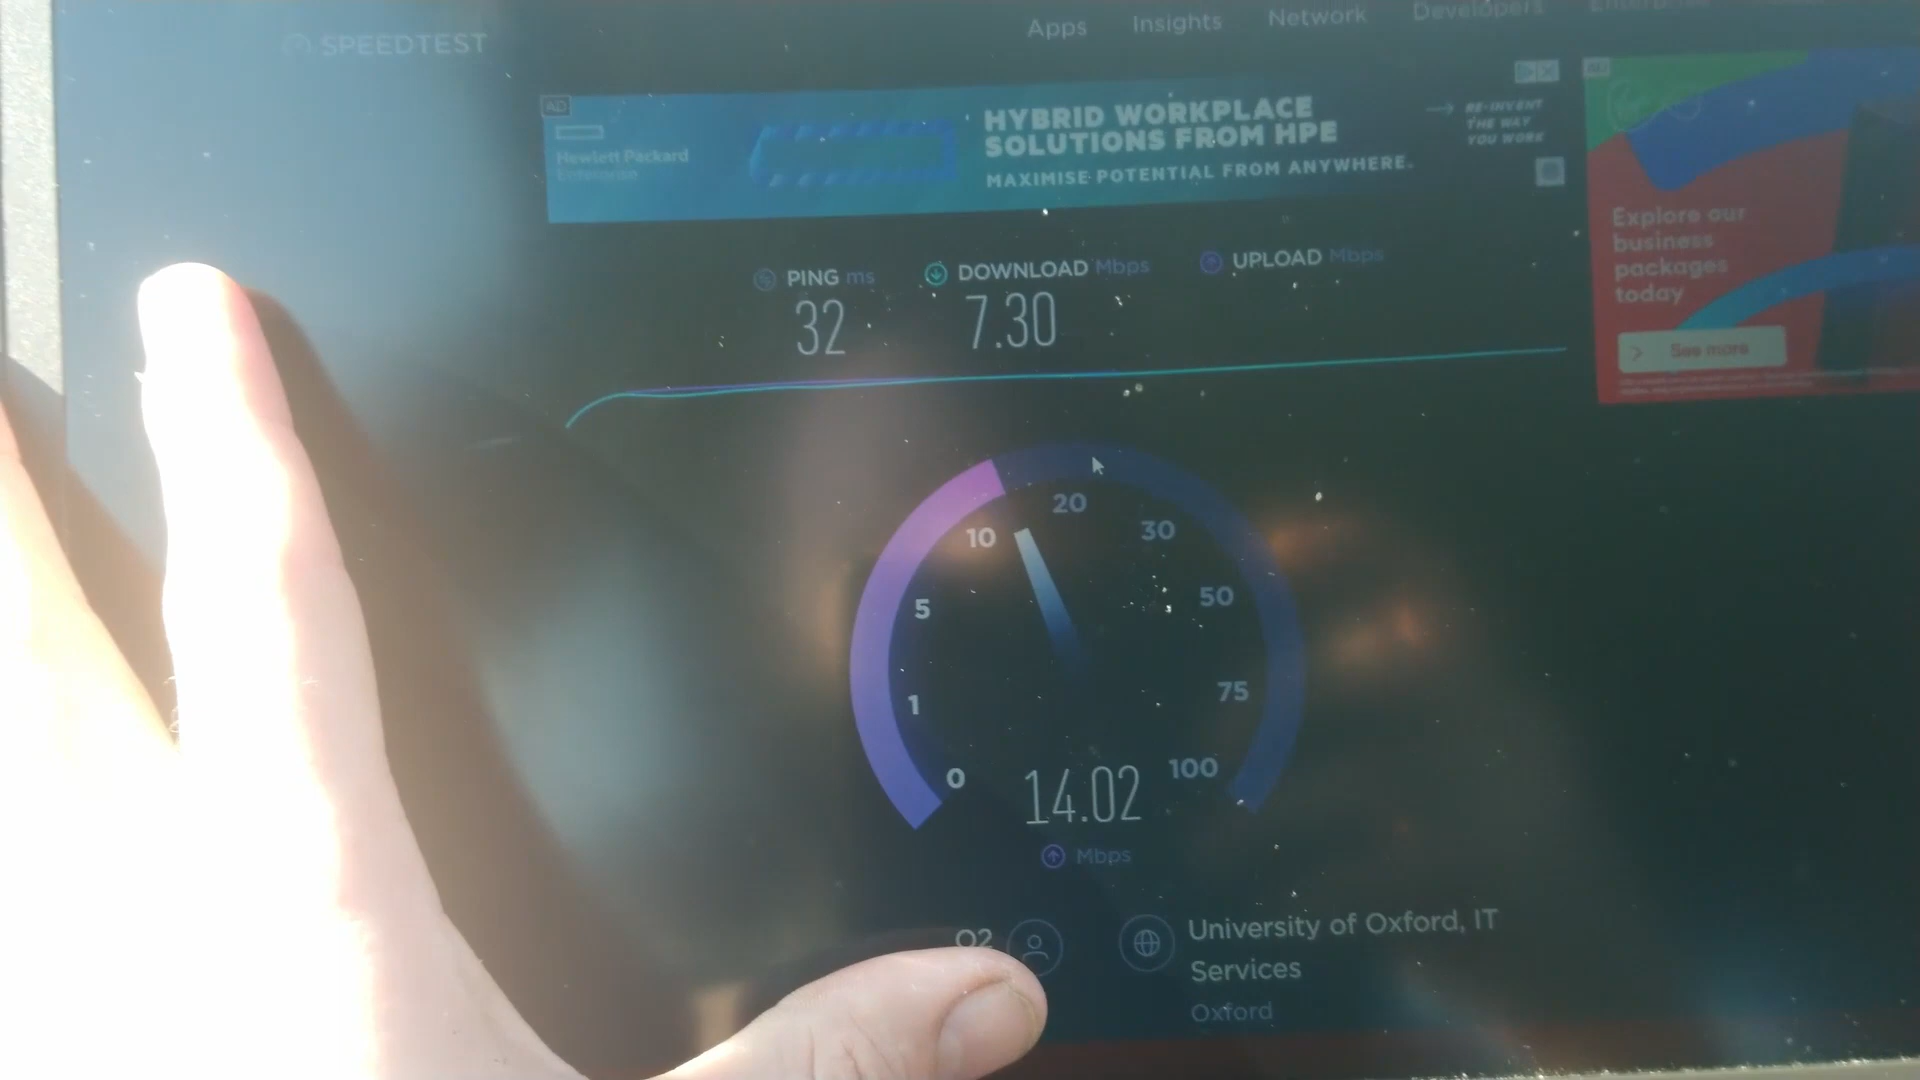 SPEEDTEST
Apps Insights Network Developers Enterprise
AD
Hewlett Packard
Enterprise
HYBRID WORKPLACE
SOLUTIONS FROM HPE
MAXIMISE POTENTIAL FROM ANYWHERE.
RE-INVENT
THE WAY
YOU WORK
AD
Explore our
business
packages
today
See more
PING ms
32
DOWNLOAD Mbps
7.30
UPLOAD Mbps
0
1
5
10
20
30
50
75
100
14.02
Mbps
O2
University of Oxford, IT
Services
Oxford